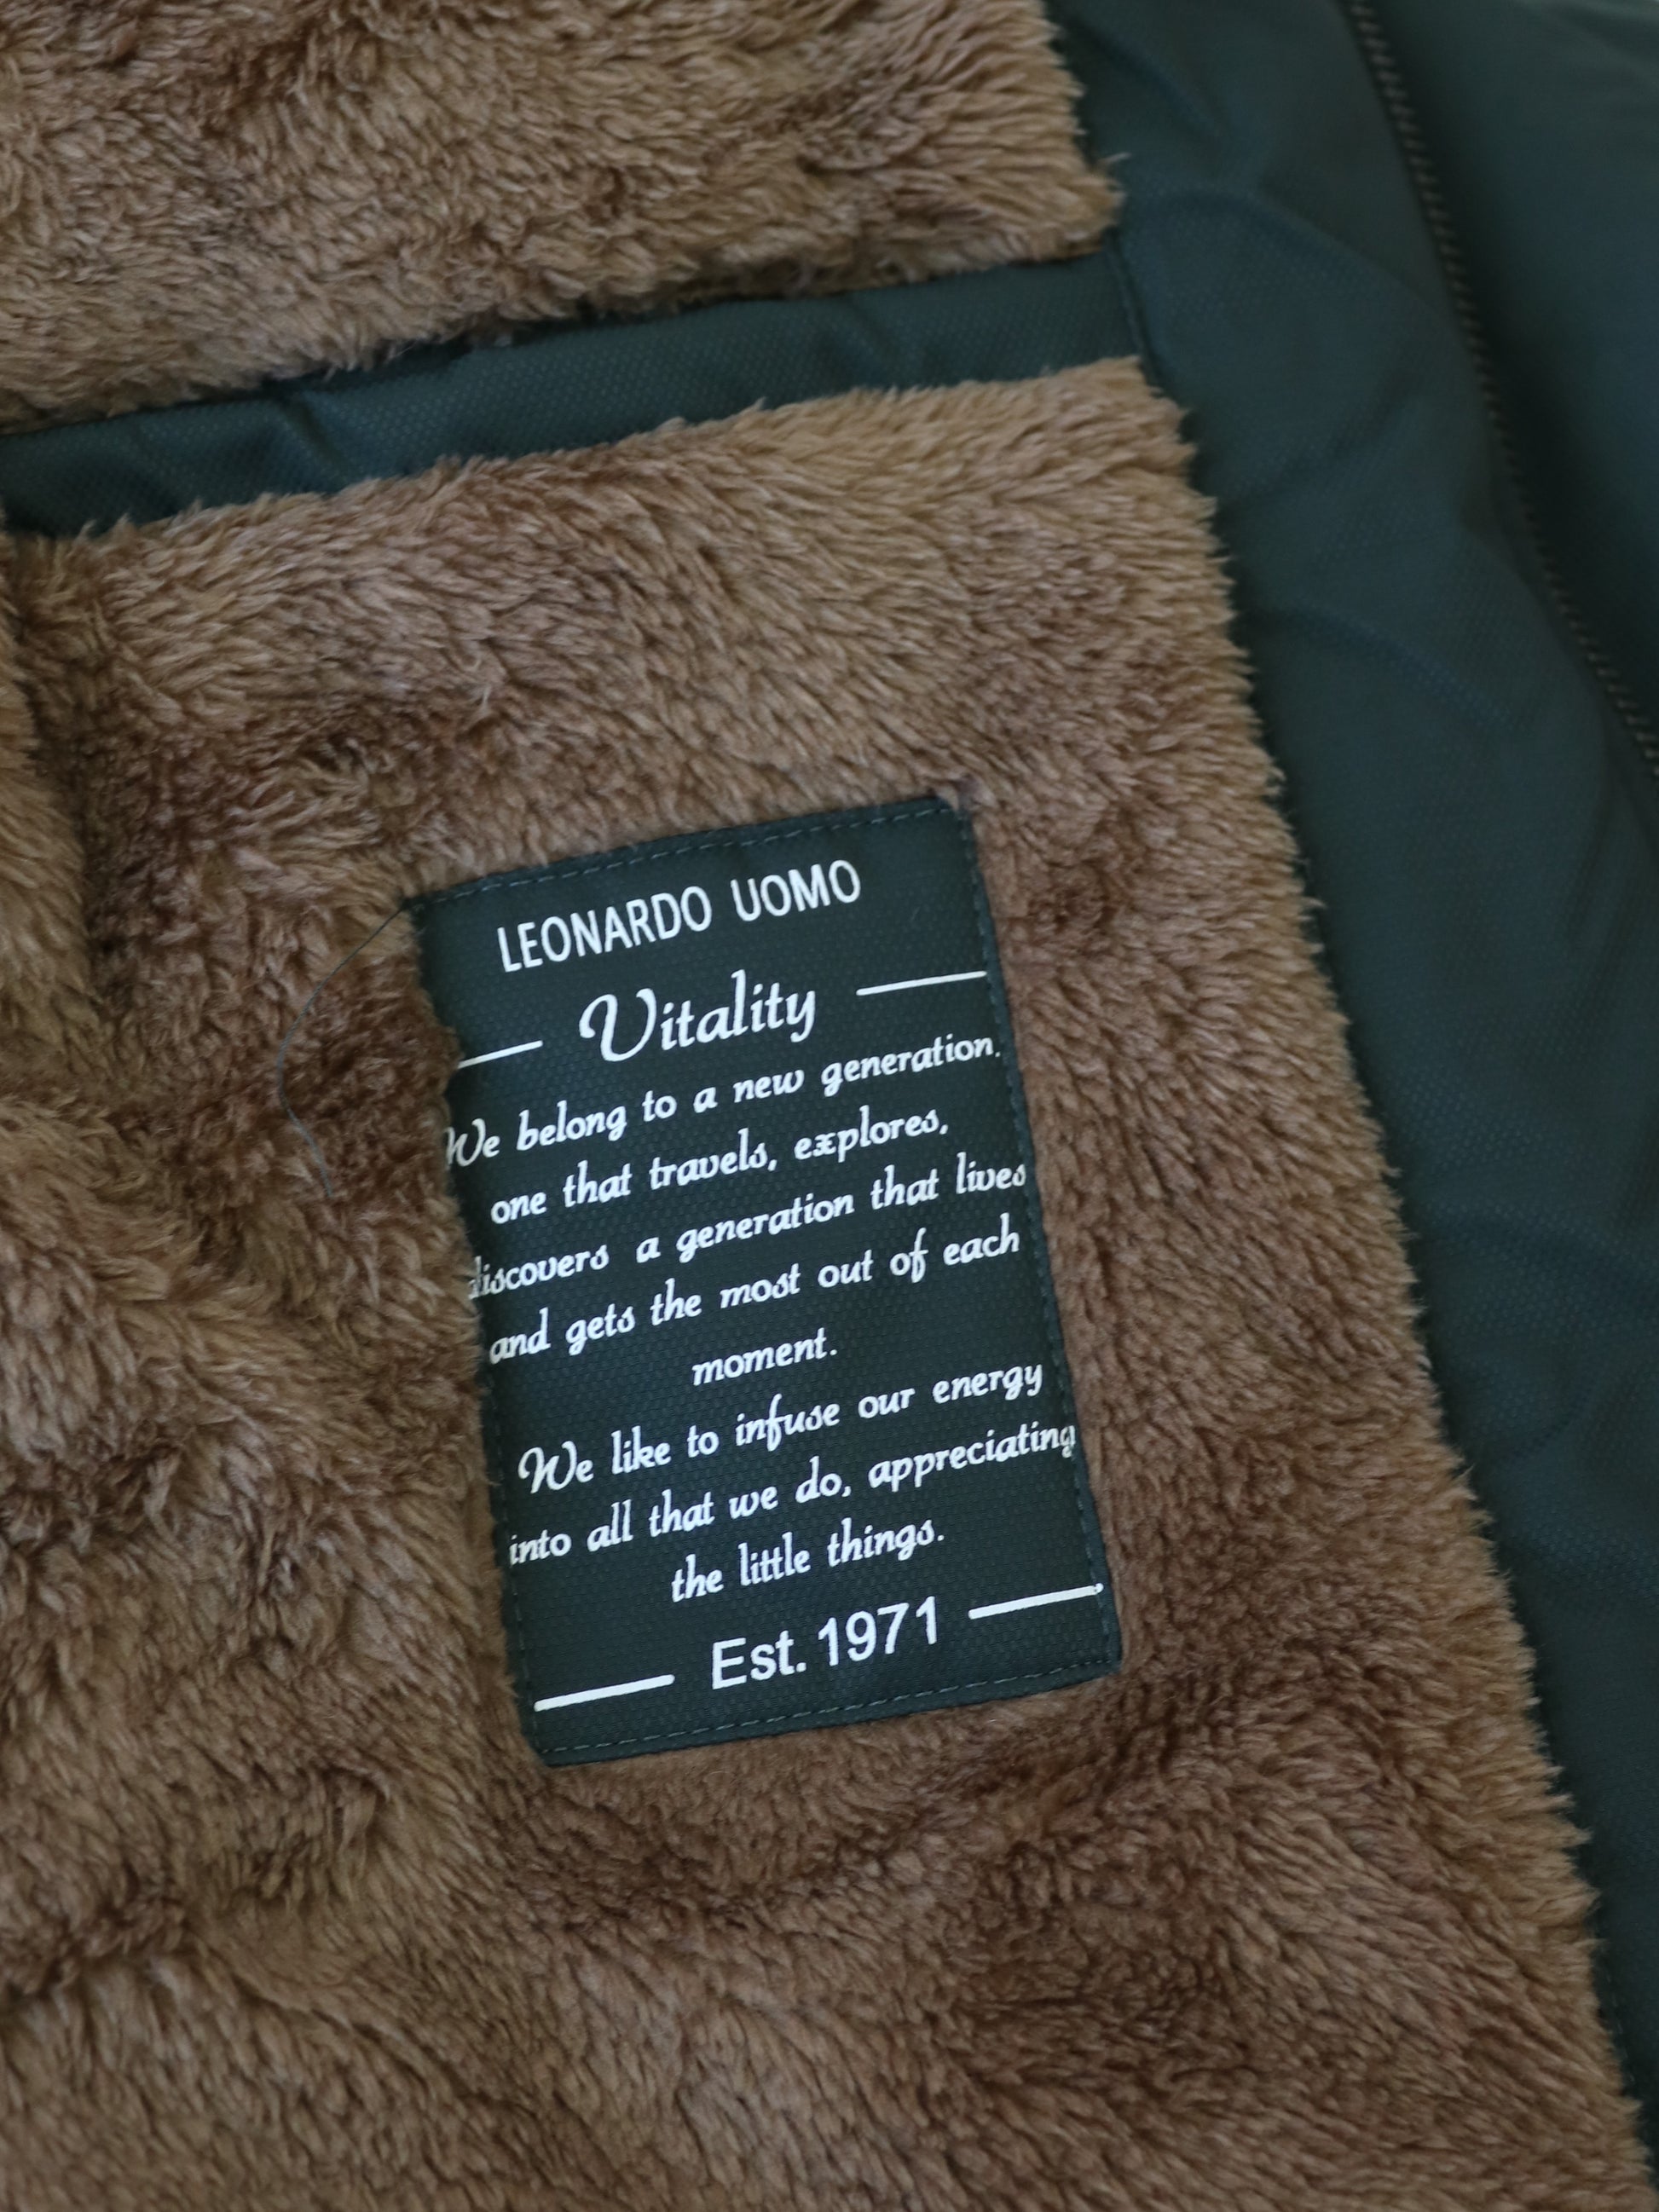 LEONARDO UOMO
Vitality
We belong to a new generation.
one that travels, explores,
discovers a generation that lives
and gets the most out of each
moment.
We like to infuse our energy
into all that we do, appreciating
the little things.
Est. 1971